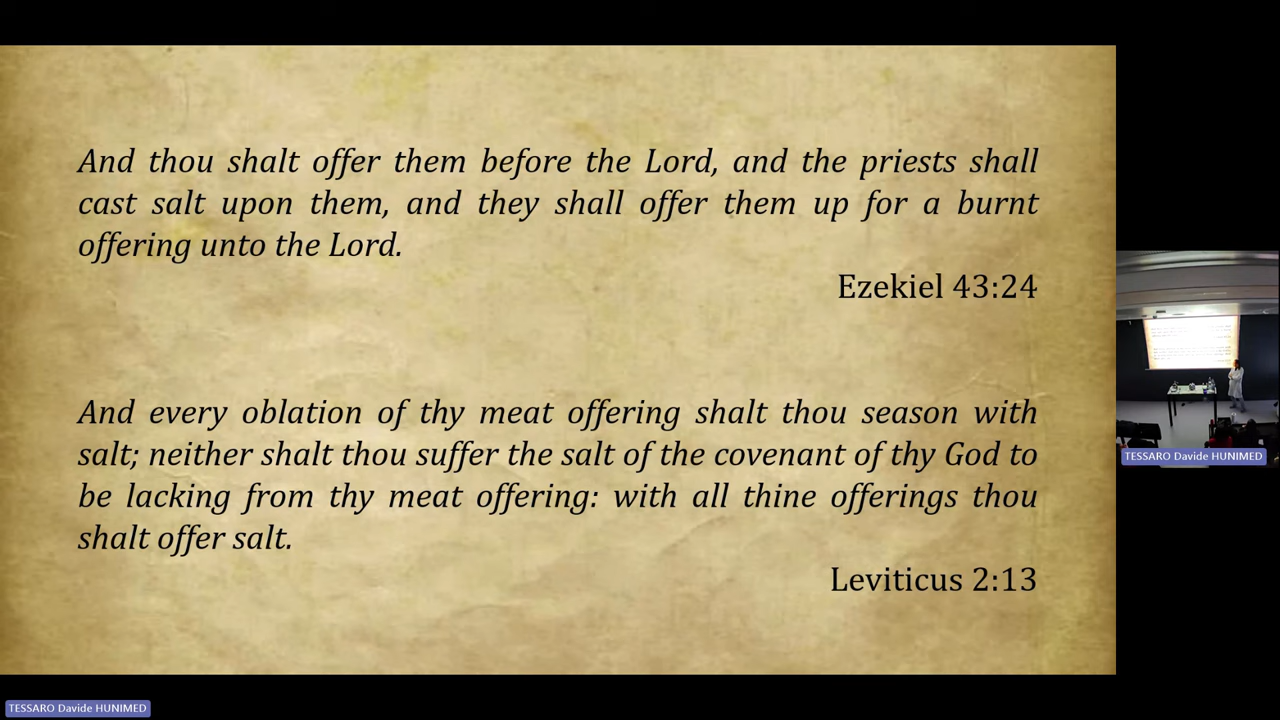 And thou shalt offer them before the Lord, and the priests shall
cast salt upon them, and they shall offer them up for a burnt
offering unto the Lord.
Ezekiel 43:24
And every oblation of thy meat offering shalt thou season with
salt; neither shalt thou suffer the salt of the covenant of thy God to
be lacking from thy meat offering: with all thine offerings thou
shalt offer salt.
Leviticus 2:13
TESSARO Davide HUNIMED
TESSARO Davide HUNIMED